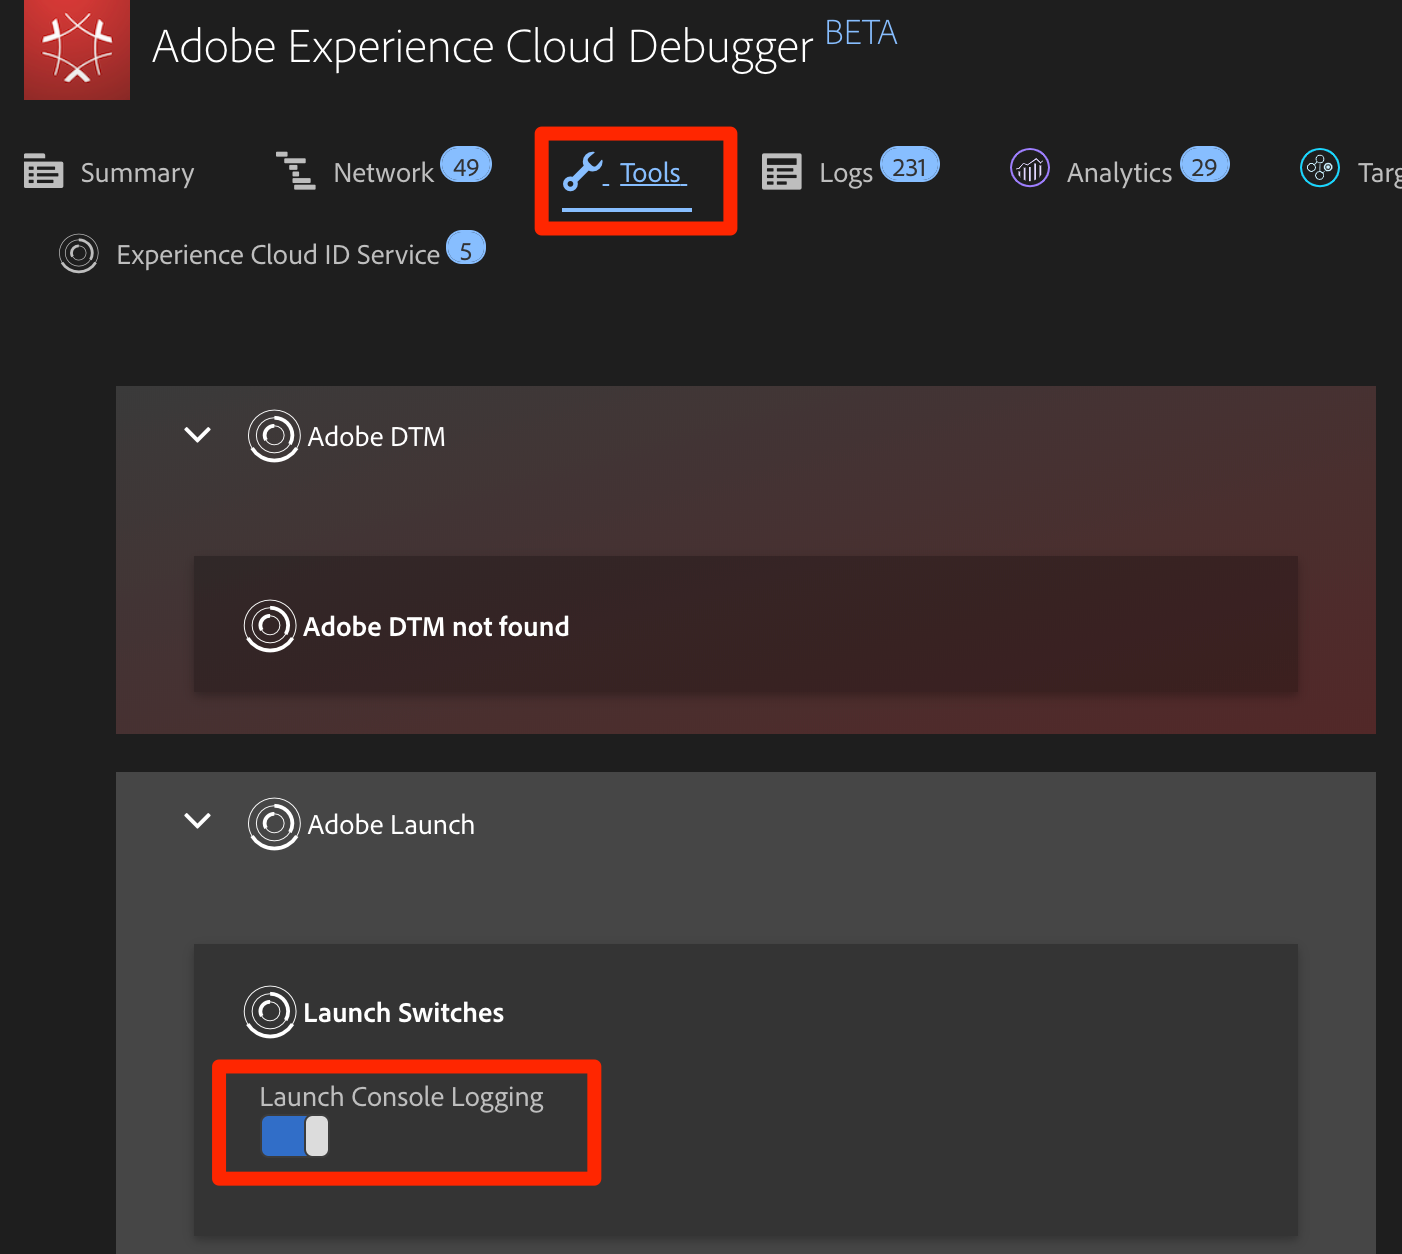 Adobe Experience Cloud Debugger BETA
Summary Network 49 Tools Logs 231 Analytics 29 Targ
Experience Cloud ID Service 5
Adobe DTM
Adobe DTM not found
Adobe Launch
Launch Switches
Launch Console Logging